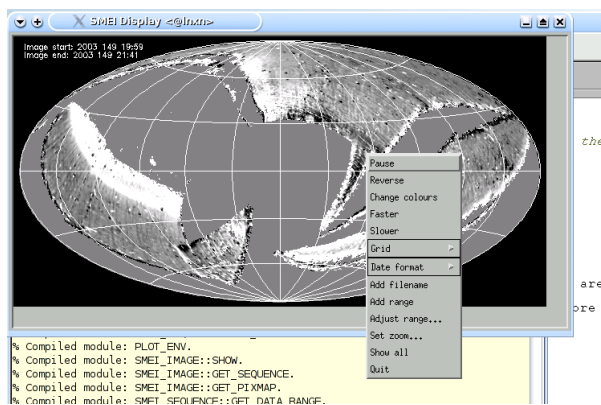 SMEI Display <@lnxn>
Image start: 2003 149 19:59
Image end: 2003 149 21:41
the
Pause
Reverse
Change colours
Faster
Slower
Grid
Date format
Add filename
are
Add range
ore
Adjust range...
Set zoom...
Show all
Quit
% Compiled module: PLOT_ENV.
% Compiled module: SMEI_IMAGE::SHOW.
% Compiled module: SMEI_IMAGE::GET_SEQUENCE.
% Compiled module: SMEI_IMAGE::GET_PIXMAP.
% Compiled module: SMEI_SEQUENCE::GET_DATA_RANGE.